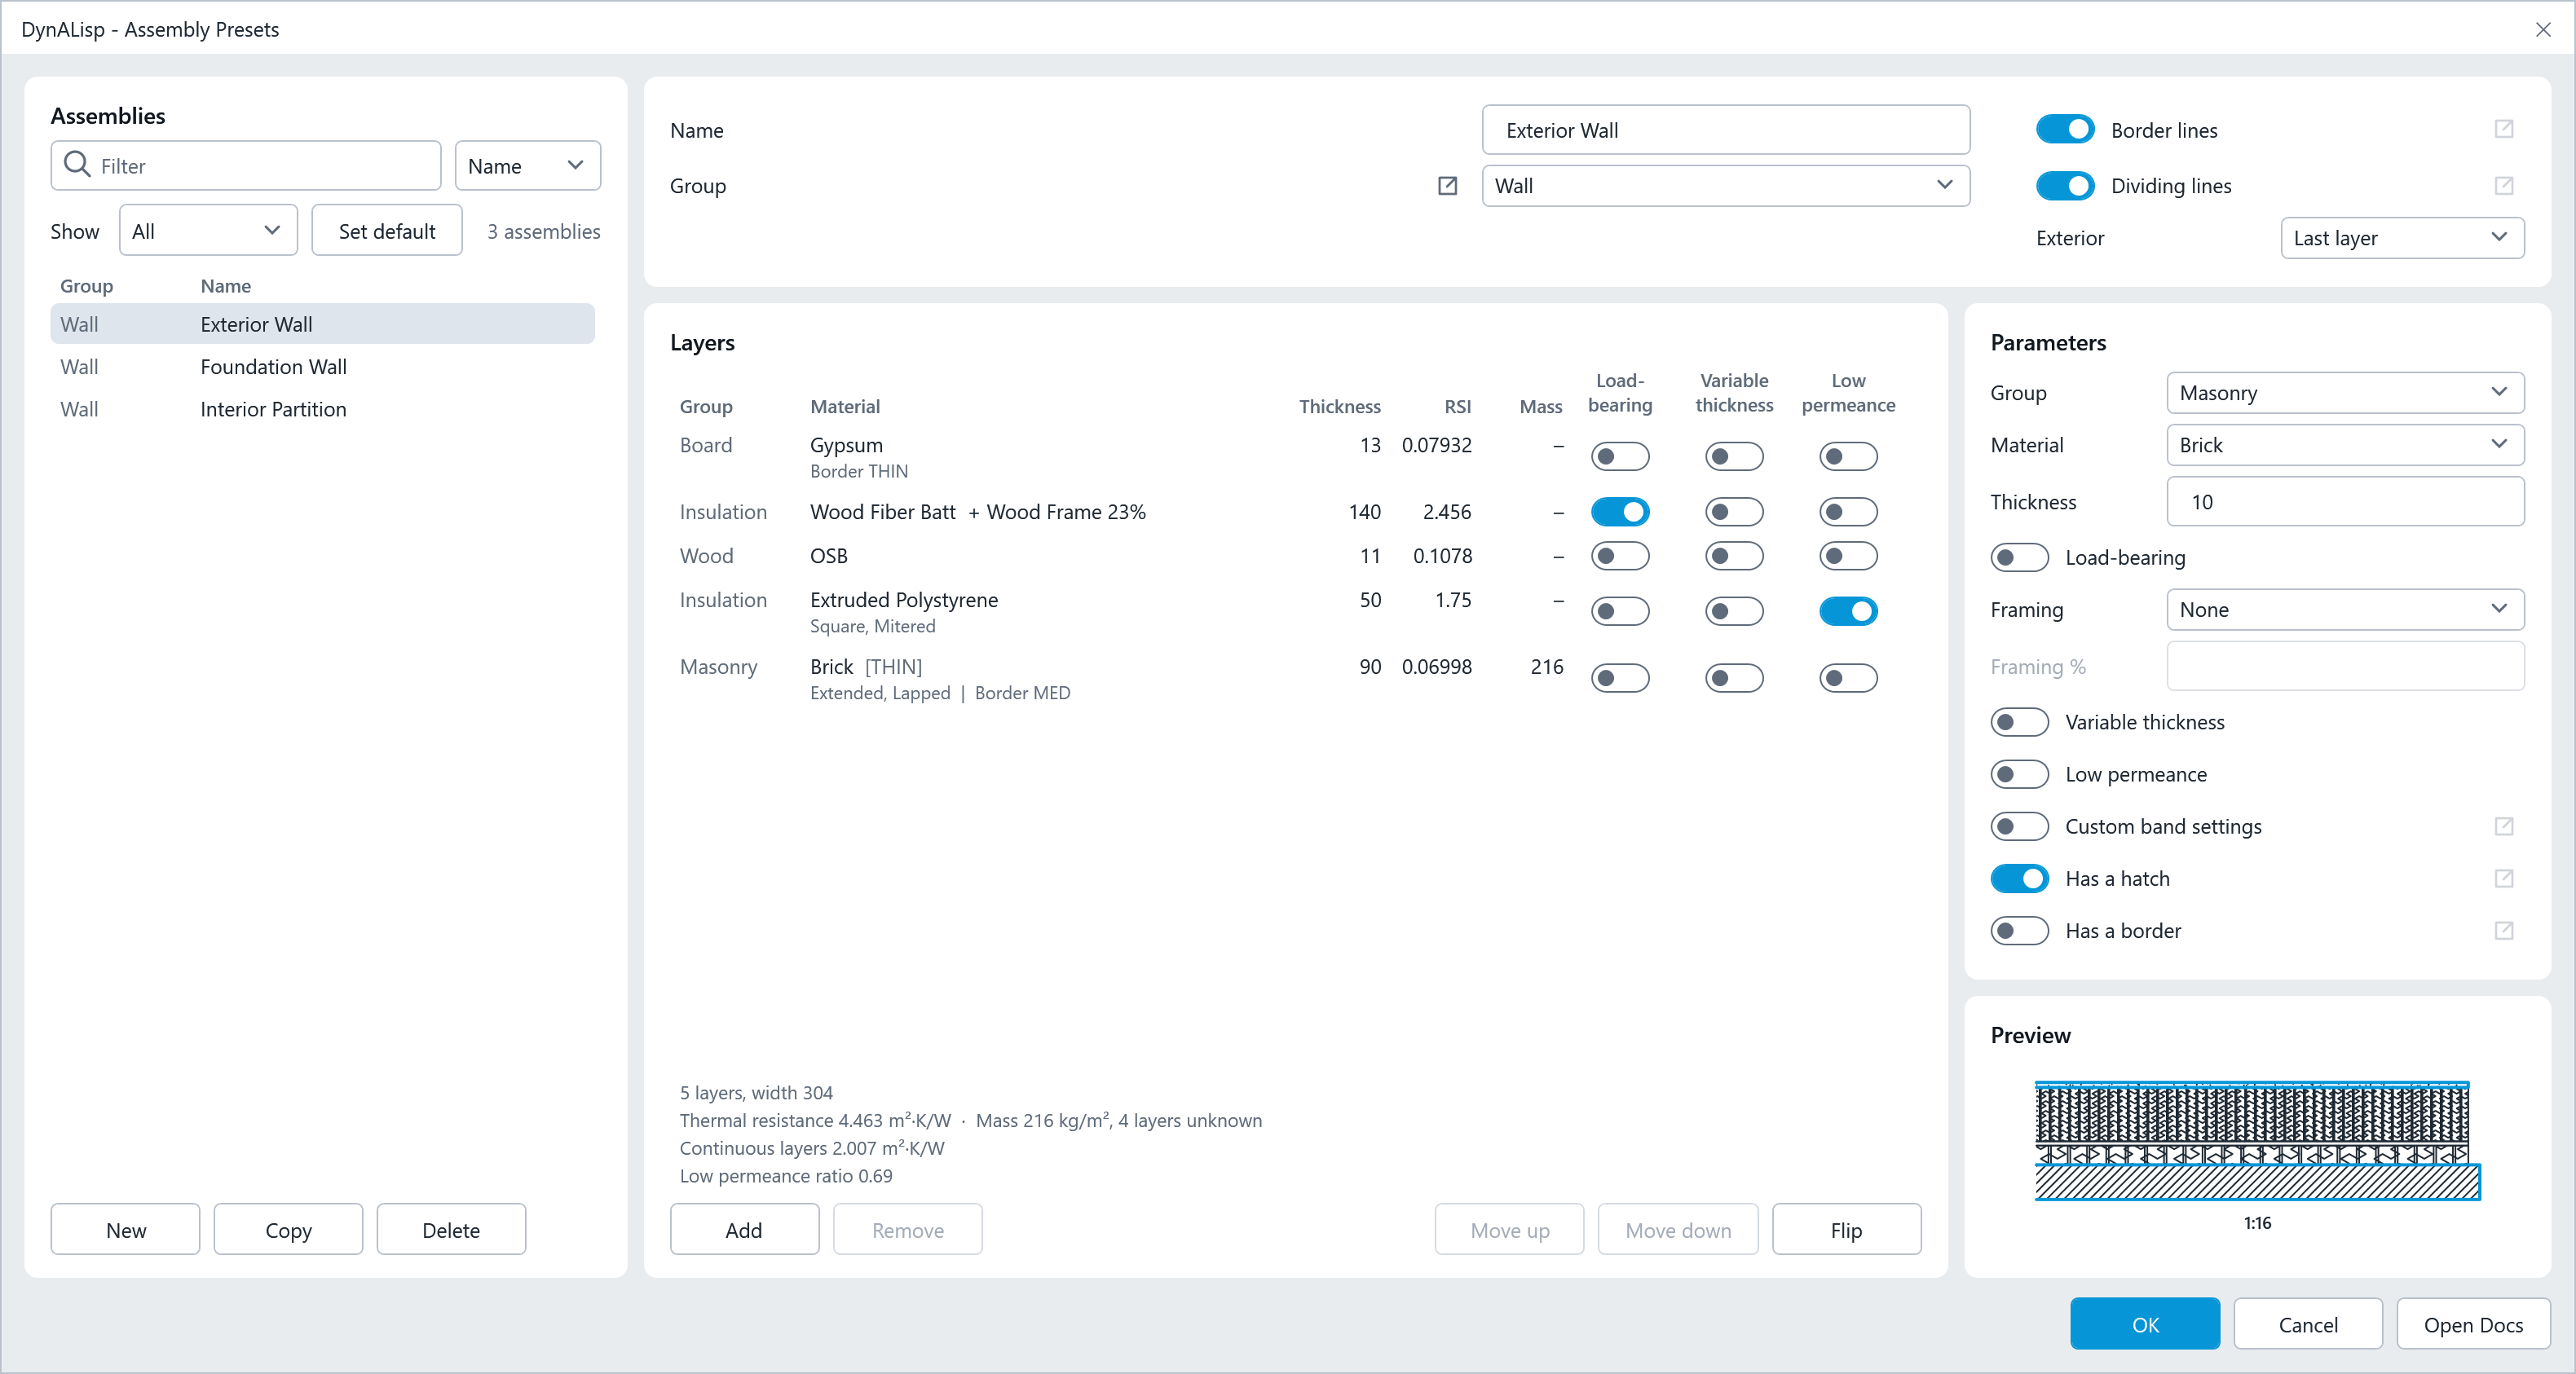 DynALisp - Assembly Presets
Assemblies
Filter
Name
Show
All
Set default
3 assemblies
Group Name
Wall Exterior Wall
Wall Foundation Wall
Wall Interior Partition
New
Copy
Delete
Name
Exterior Wall
Group
Wall
Border lines
Dividing lines
Exterior
Last layer
Layers
Group Material Thickness RSI Mass Load-bearing Variable thickness Low permeance
Board Gypsum 13 0.07932 –
Border THIN
Insulation Wood Fiber Batt + Wood Frame 23% 140 2.456 –
Wood OSB 11 0.1078 –
Insulation Extruded Polystyrene 50 1.75 –
Square, Mitered
Masonry Brick [THIN] 90 0.06998 216
Extended, Lapped | Border MED
5 layers, width 304
Thermal resistance 4.463 m²·K/W · Mass 216 kg/m², 4 layers unknown
Continuous layers 2.007 m²·K/W
Low permeance ratio 0.69
Add
Remove
Move up
Move down
Flip
Parameters
Group
Masonry
Material
Brick
Thickness
10
Load-bearing
Framing
None
Framing %
Variable thickness
Low permeance
Custom band settings
Has a hatch
Has a border
Preview
1:16
OK
Cancel
Open Docs